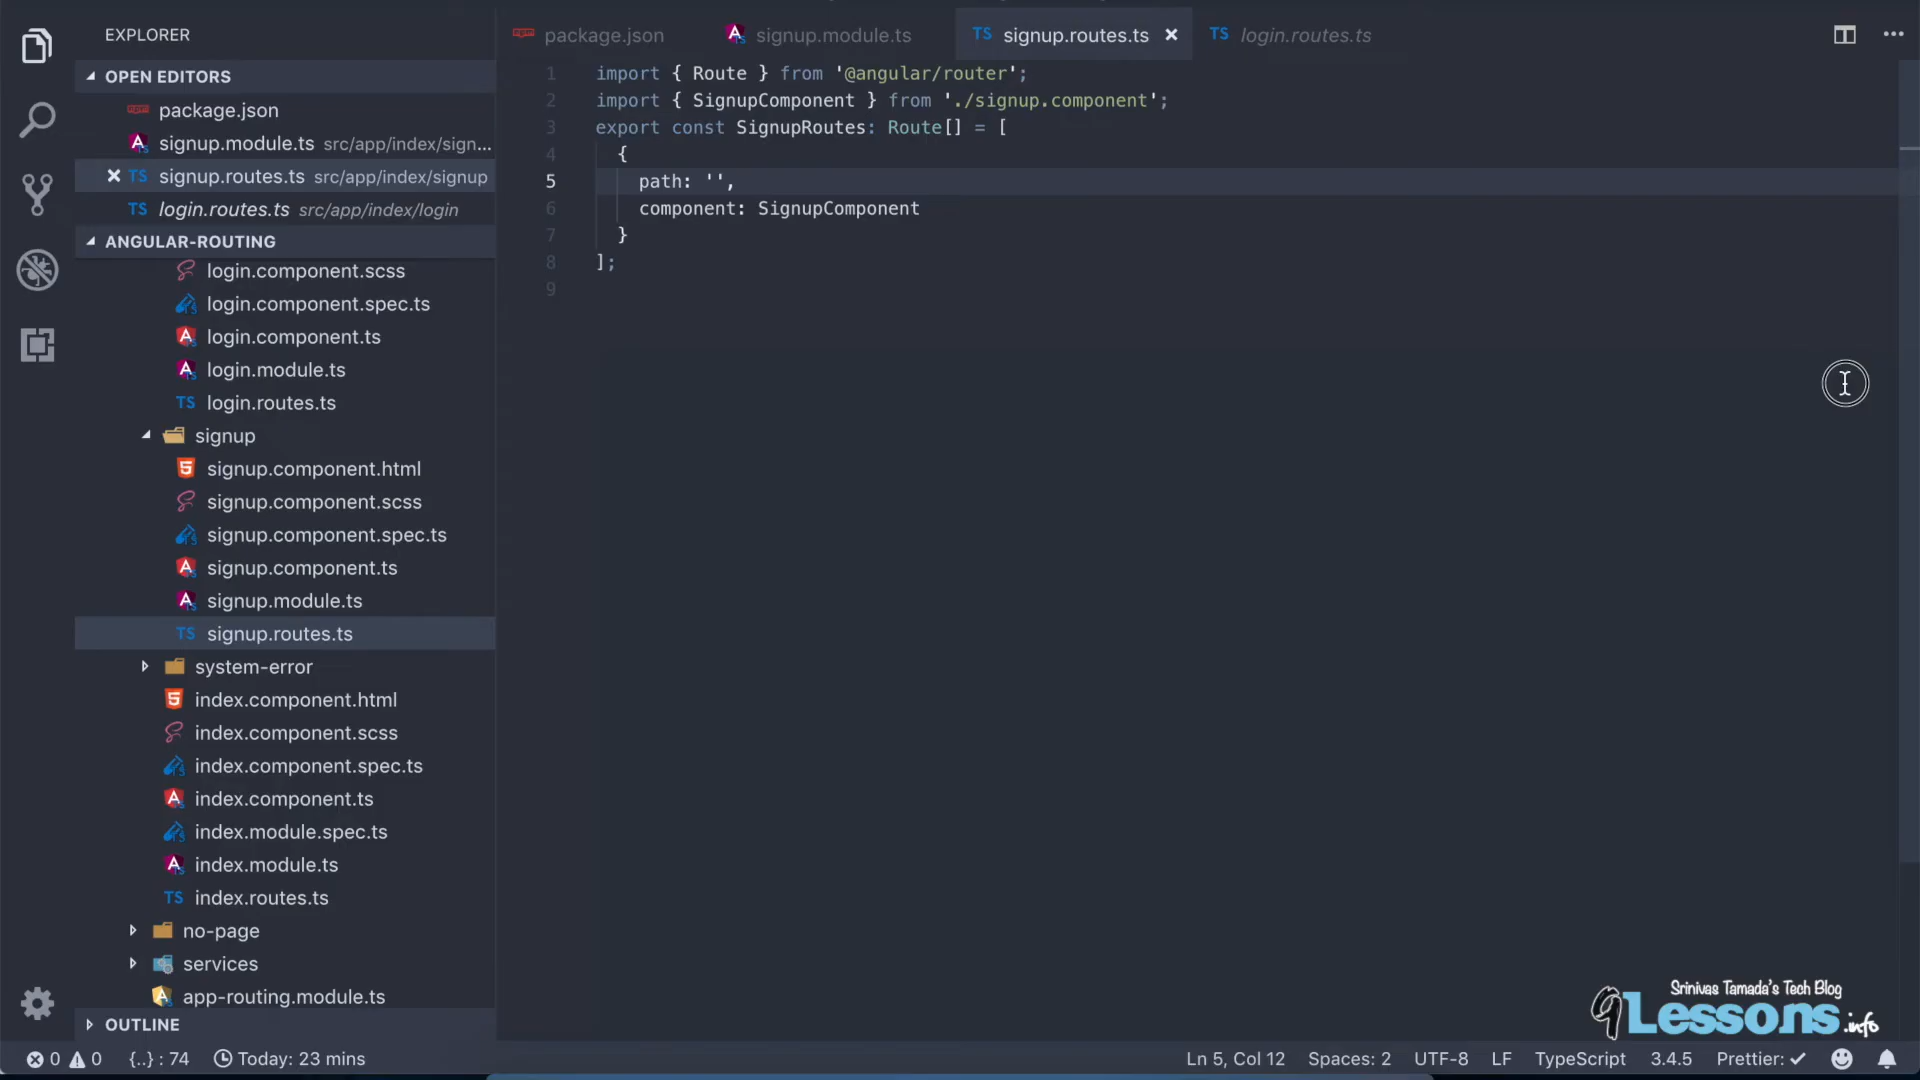 EXPLORER
OPEN EDITORS
package.json
signup.module.ts src/app/index/sign...
signup.routes.ts src/app/index/signup
TS login.routes.ts src/app/index/login
ANGULAR-ROUTING
login.component.scss
login.component.spec.ts
login.component.ts
login.module.ts
TS login.routes.ts
signup
signup.component.html
signup.component.scss
signup.component.spec.ts
signup.component.ts
signup.module.ts
TS signup.routes.ts
system-error
index.component.html
index.component.scss
index.component.spec.ts
index.component.ts
index.module.spec.ts
index.module.ts
TS index.routes.ts
no-page
services
app-routing.module.ts
OUTLINE
package.json signup.module.ts TS signup.routes.ts × TS login.routes.ts
1 import { Route } from '@angular/router';
2 import { SignupComponent } from './signup.component';
3 export const SignupRoutes: Route[] = [
4 {
5 path: '',
6 component: SignupComponent
7 }
8 ];
9
Srinivas Tamada's Tech Blog
9Lessons.info
0 0 {..} : 74 Today: 23 mins Ln 5, Col 12 Spaces: 2 UTF-8 LF TypeScript 3.4.5 Prettier: ✓